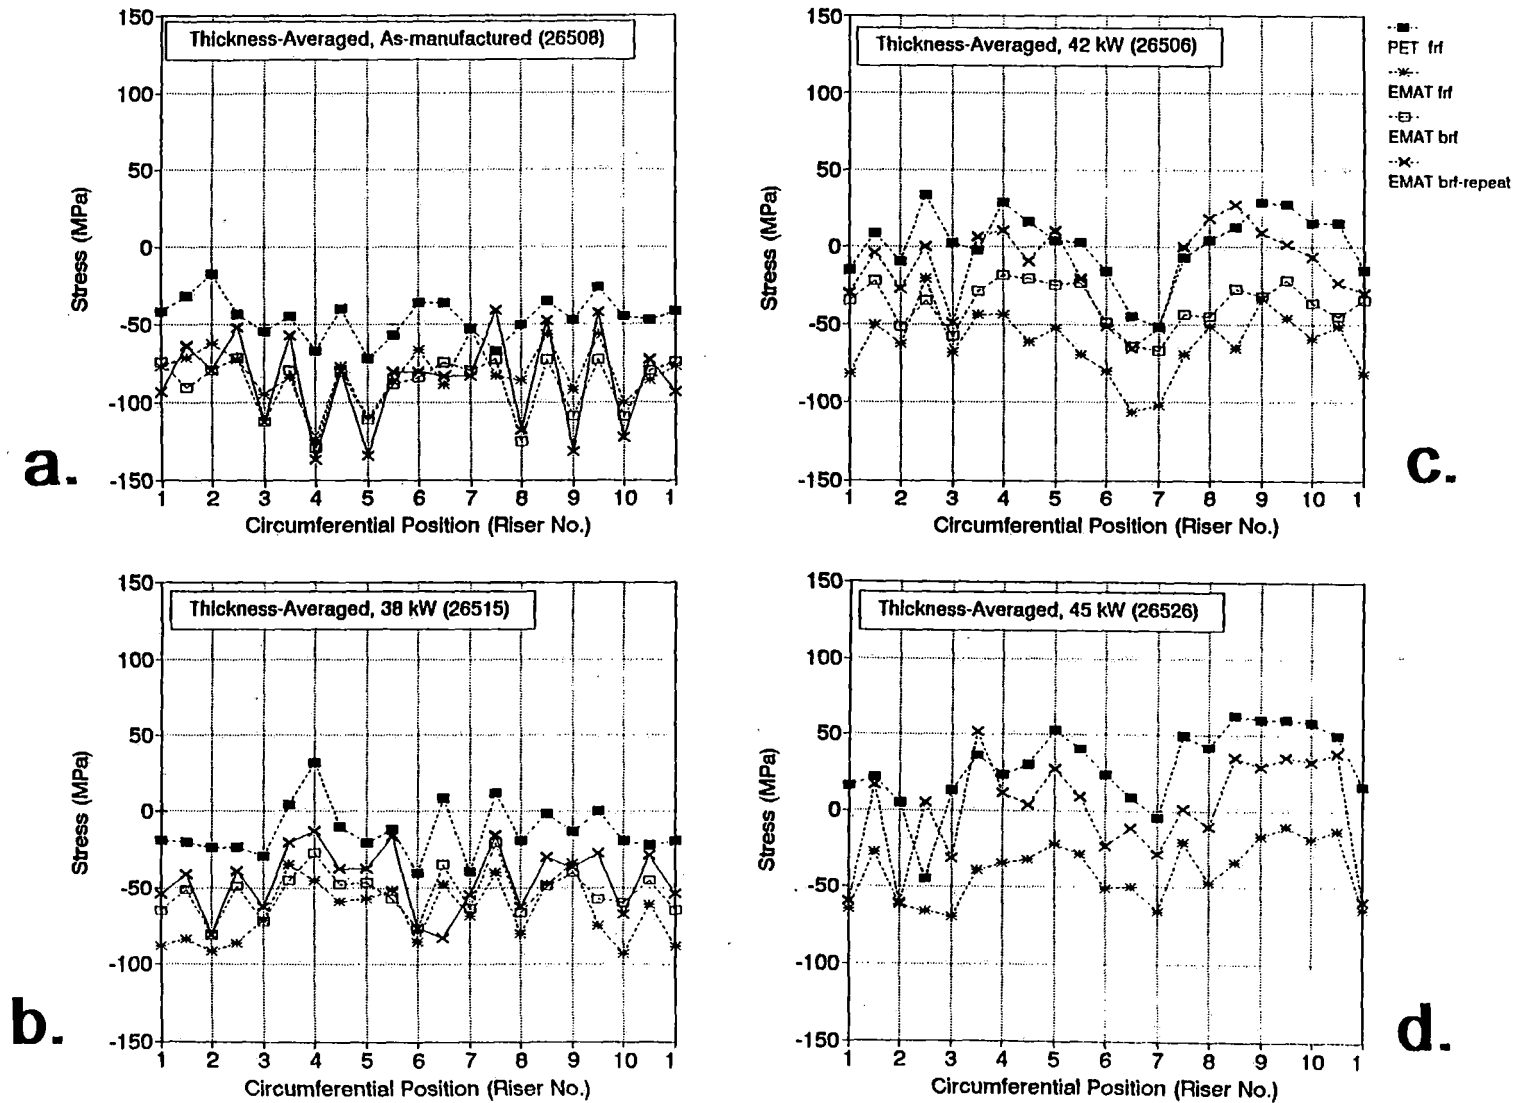 Thickness-Averaged, As-manufactured (26508)
150
100
50
0
-50
-100
-150
Stress (MPa)
1 2 3 4 5 6 7 8 9 10 1
Circumferential Position (Riser No.)
a.
Thickness-Averaged, 42 kW (26506)
150
100
50
0
-50
-100
-150
Stress (MPa)
1 2 3 4 5 6 7 8 9 10 1
Circumferential Position (Riser No.)
c.
PET frf
EMAT frf
EMAT brf
EMAT brf-repeat
Thickness-Averaged, 38 kW (26515)
150
100
50
0
-50
-100
-150
Stress (MPa)
1 2 3 4 5 6 7 8 9 10 1
Circumferential Position (Riser No.)
b.
Thickness-Averaged, 45 kW (26526)
150
100
50
0
-50
-100
-150
Stress (MPa)
1 2 3 4 5 6 7 8 9 10 1
Circumferential Position (Riser No.)
d.